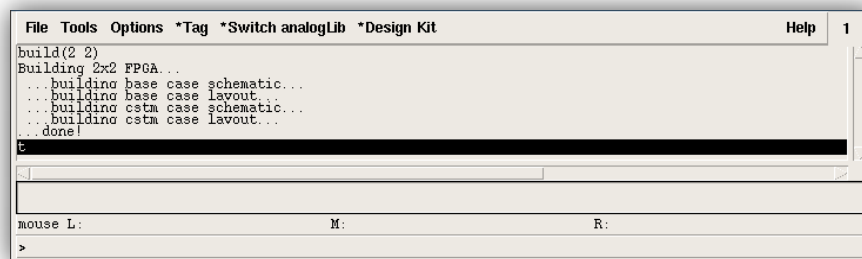 File Tools Options *Tag *Switch analogLib *Design Kit Help 1
build(2 2)
Building 2x2 FPGA...
...building base case schematic...
...building base case layout...
...building cstm case schematic...
...building cstm case layout...
...done!
t
mouse L: M: R:
>